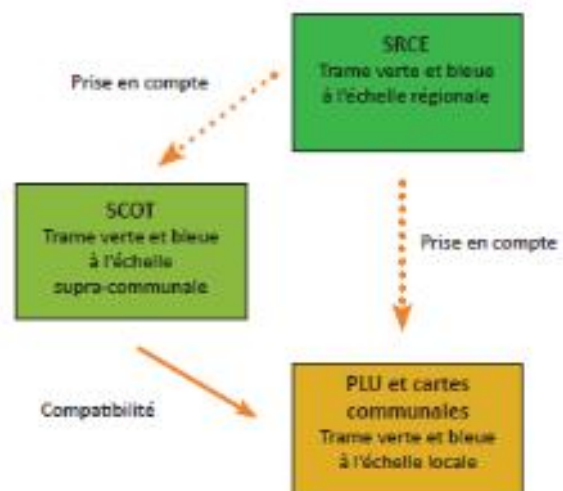 SRCE
Trame verte et bleue
à l'échelle régionale
Prise en compte
SCOT
Trame verte et bleue
à l'échelle
supra-communale
Prise en compte
Compatibilité
PLU et cartes
communales
Trame verte et bleue
à l'échelle locale